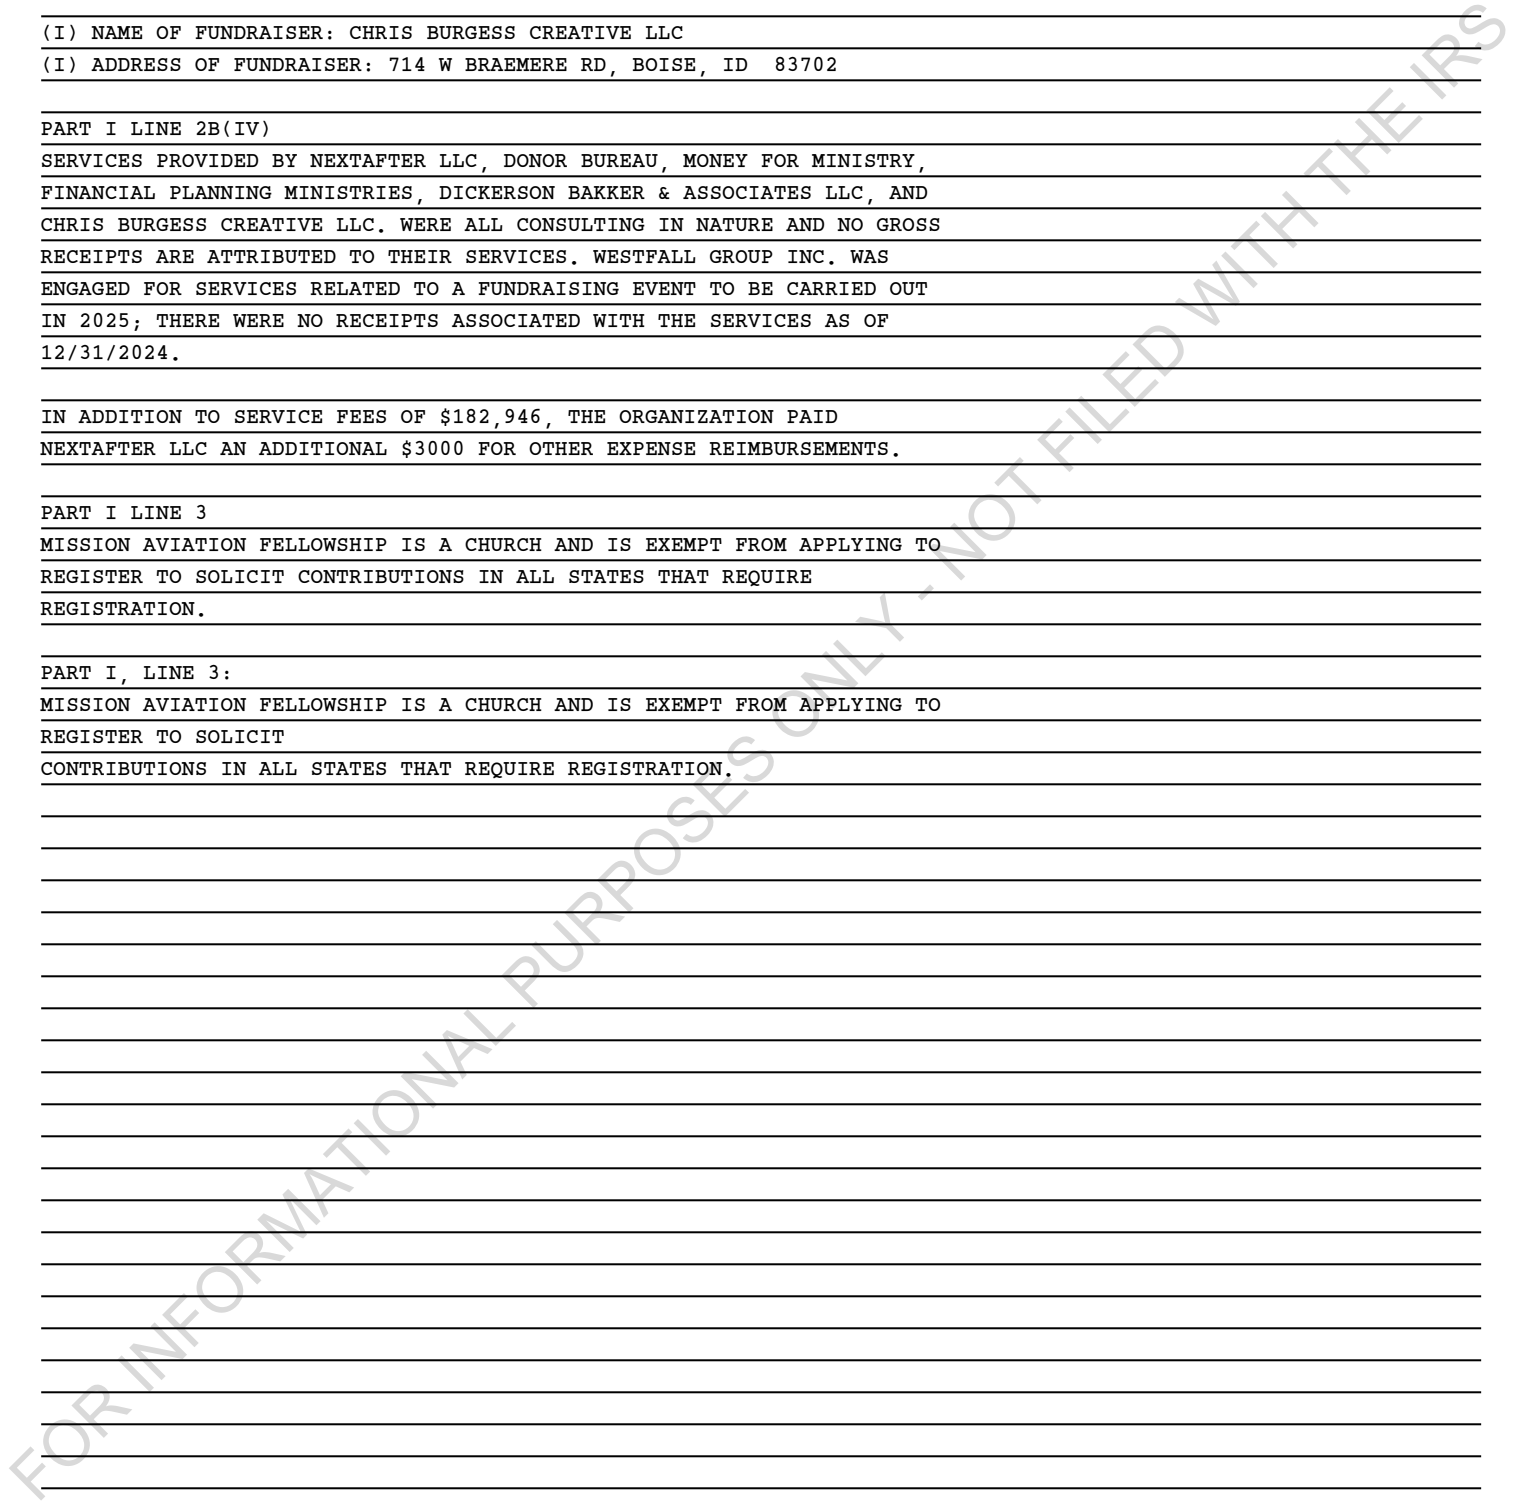 (I) NAME OF FUNDRAISER: CHRIS BURGESS CREATIVE LLC
(I) ADDRESS OF FUNDRAISER: 714 W BRAEMERE RD, BOISE, ID  83702
PART I LINE 2B(IV)
SERVICES PROVIDED BY NEXTAFTER LLC, DONOR BUREAU, MONEY FOR MINISTRY,
FINANCIAL PLANNING MINISTRIES, DICKERSON BAKKER & ASSOCIATES LLC, AND
CHRIS BURGESS CREATIVE LLC. WERE ALL CONSULTING IN NATURE AND NO GROSS
RECEIPTS ARE ATTRIBUTED TO THEIR SERVICES. WESTFALL GROUP INC. WAS
ENGAGED FOR SERVICES RELATED TO A FUNDRAISING EVENT TO BE CARRIED OUT
IN 2025; THERE WERE NO RECEIPTS ASSOCIATED WITH THE SERVICES AS OF
12/31/2024.
IN ADDITION TO SERVICE FEES OF $182,946, THE ORGANIZATION PAID
NEXTAFTER LLC AN ADDITIONAL $3000 FOR OTHER EXPENSE REIMBURSEMENTS.
PART I LINE 3
MISSION AVIATION FELLOWSHIP IS A CHURCH AND IS EXEMPT FROM APPLYING TO
REGISTER TO SOLICIT CONTRIBUTIONS IN ALL STATES THAT REQUIRE
REGISTRATION.
PART I, LINE 3:
MISSION AVIATION FELLOWSHIP IS A CHURCH AND IS EXEMPT FROM APPLYING TO
REGISTER TO SOLICIT
CONTRIBUTIONS IN ALL STATES THAT REQUIRE REGISTRATION.
FOR INFORMATIONAL PURPOSES ONLY - NOT FILED WITH THE IRS